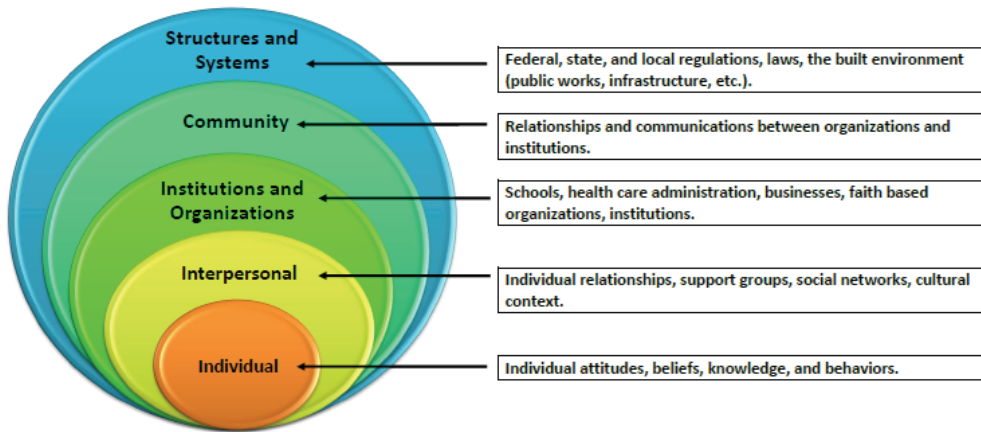 Structures and
Systems
Federal, state, and local regulations, laws, the built environment
(public works, infrastructure, etc.).
Community
Relationships and communications between organizations and
institutions.
Institutions and
Organizations
Schools, health care administration, businesses, faith based
organizations, institutions.
Interpersonal
Individual relationships, support groups, social networks, cultural
context.
Individual
Individual attitudes, beliefs, knowledge, and behaviors.